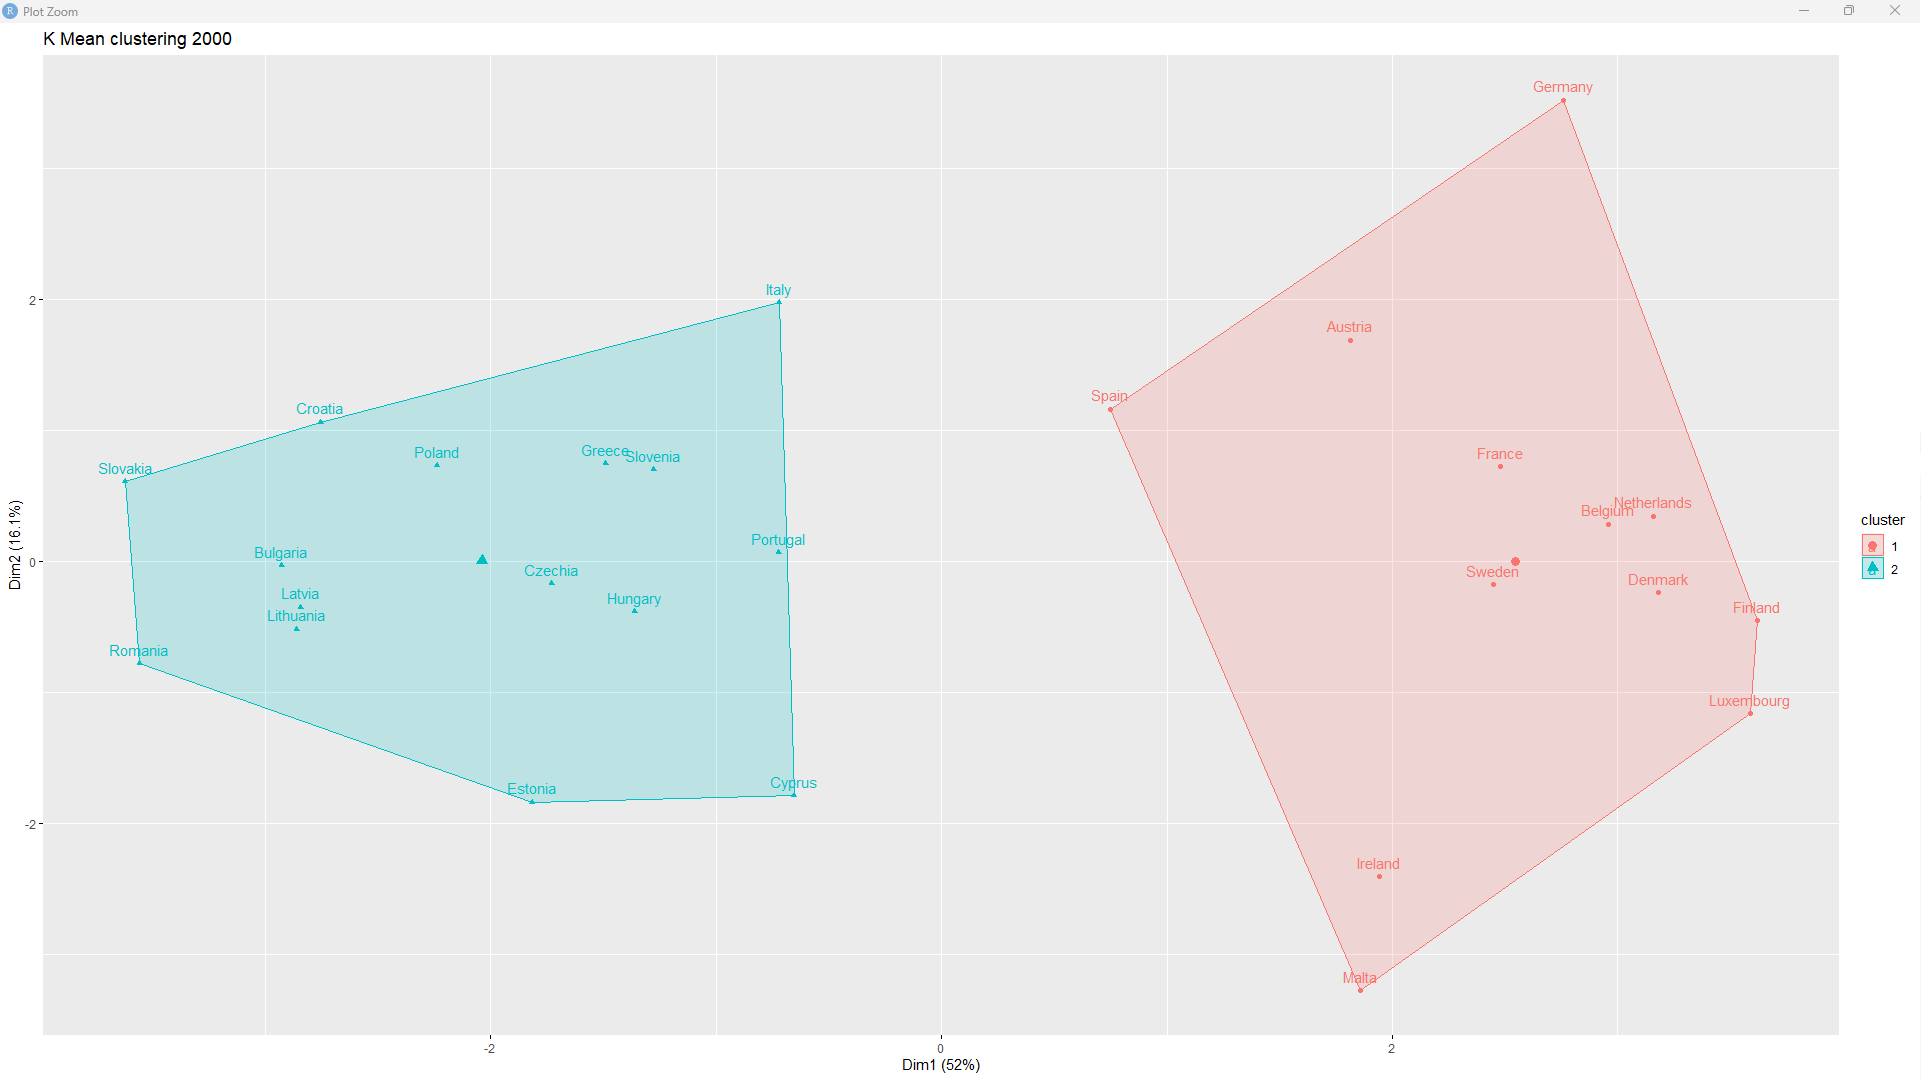 Plot Zoom
K Mean clustering 2000
Germany
Italy
Austria
Spain
Croatia
Poland
Greece
Slovenia
France
Slovakia
Netherlands
Belgium
Portugal
Bulgaria
Czechia
Sweden
Denmark
Latvia
Hungary
Finland
Lithuania
Romania
Luxembourg
Cyprus
Estonia
Ireland
Malta
cluster
1
2
2
0
-2
Dim2 (16.1%)
-2
0
2
Dim1 (52%)